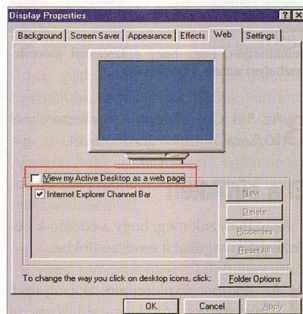 Display Properties
Background Screen Saver Appearance Effects Web Settings
View my Active Desktop as a web page
Internet Explorer Channel Bar
New
Delete
Properties
Reset All
To change the way you click on desktop icons, click: Folder Options
OK Cancel Apply